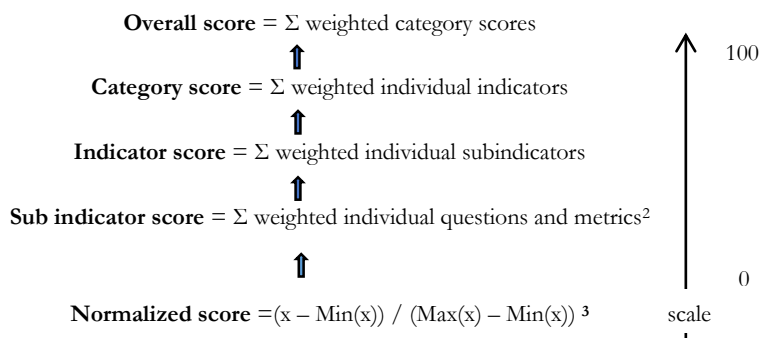 Overall score = Σ weighted category scores
100
Category score = Σ weighted individual indicators
Indicator score = Σ weighted individual subindicators
Sub indicator score = Σ weighted individual questions and metrics²
0
Normalized score =(x – Min(x)) / (Max(x) – Min(x)) ³
scale